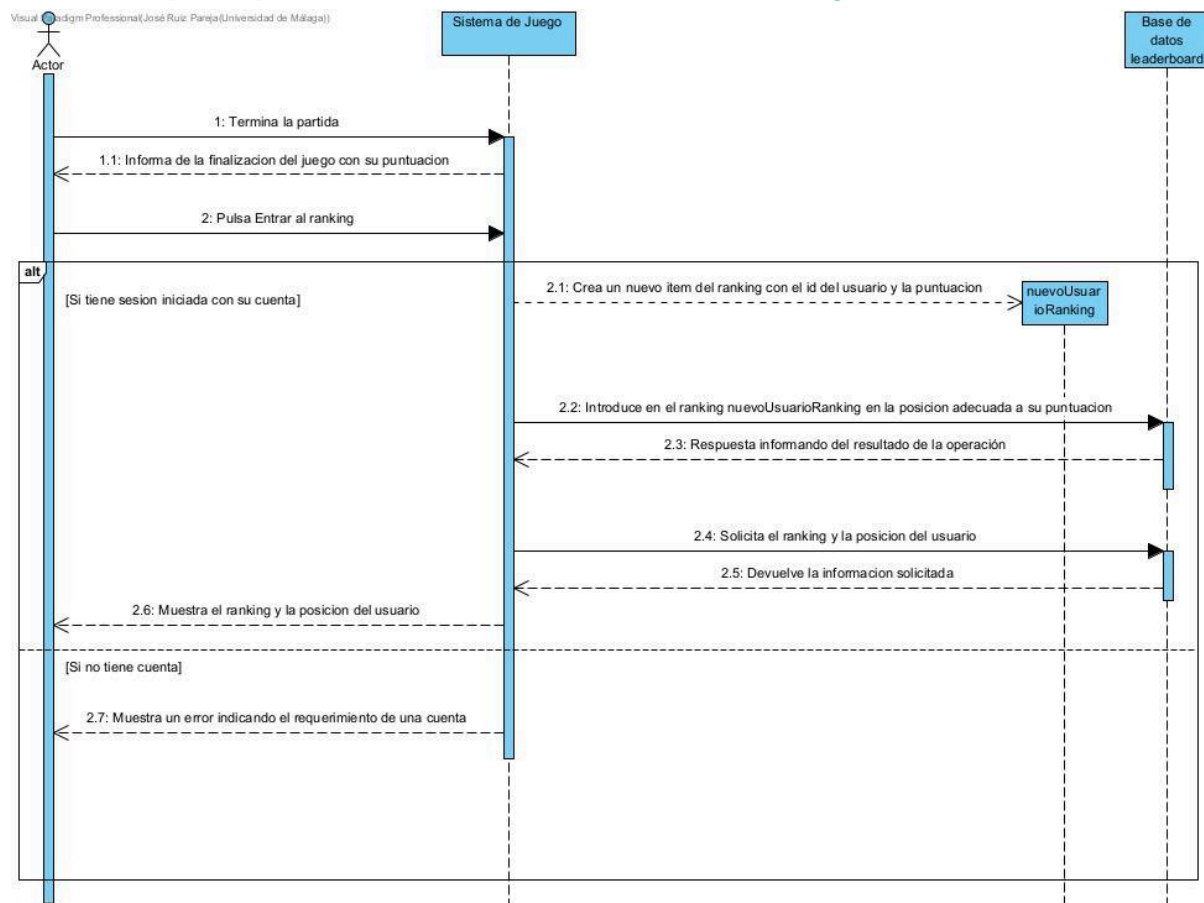 Visual Paradigm Professional(José Ruiz Pareja(Universidad de Málaga))
Actor
Sistema de Juego
Base de
datos
leaderboard
1: Termina la partida
1.1: Informa de la finalizacion del juego con su puntuacion
2: Pulsa Entrar al ranking
alt
[Si tiene sesion iniciada con su cuenta]
2.1: Crea un nuevo item del ranking con el id del usuario y la puntuacion
nuevoUsuar
ioRanking
2.2: Introduce en el ranking nuevoUsuarioRanking en la posicion adecuada a su puntuacion
2.3: Respuesta informando del resultado de la operación
2.4: Solicita el ranking y la posicion del usuario
2.5: Devuelve la informacion solicitada
2.6: Muestra el ranking y la posicion del usuario
[Si no tiene cuenta]
2.7: Muestra un error indicando el requerimiento de una cuenta